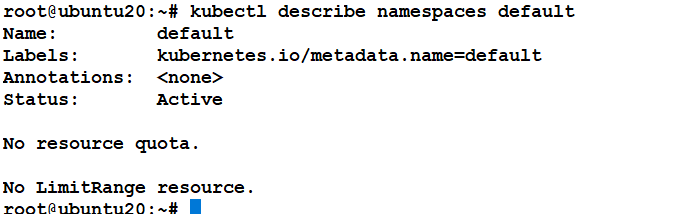 root@ubuntu20:~# kubectl describe namespaces default
Name:         default
Labels:       kubernetes.io/metadata.name=default
Annotations:  <none>
Status:       Active

No resource quota.

No LimitRange resource.
root@ubuntu20:~#